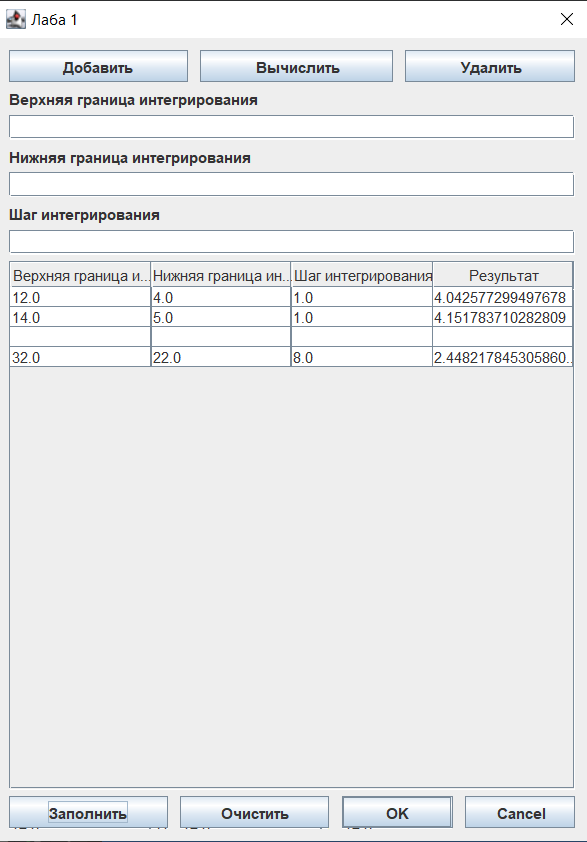 Лаба 1
Добавить Вычислить Удалить
Верхняя граница интегрирования
Нижняя граница интегрирования
Шаг интегрирования
Верхняя граница и... Нижняя граница ин... Шаг интегрирования Результат
12.0 4.0 1.0 4.042577299497678
14.0 5.0 1.0 4.151783710282809
32.0 22.0 8.0 2.448217845305860...
Заполнить Очистить OK Cancel